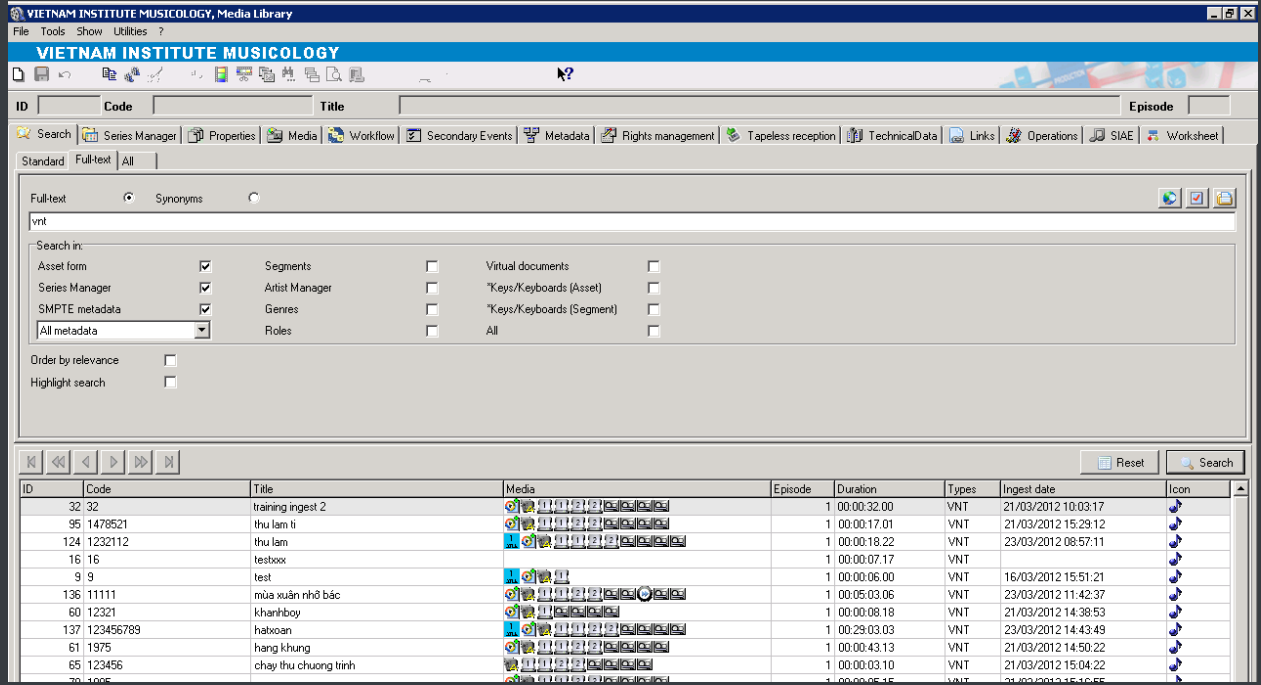 VIETNAM INSTITUTE MUSICOLOGY, Media Library
File Tools Show Utilities ?
VIETNAM INSTITUTE MUSICOLOGY
ID Code Title Episode
Search Series Manager Properties Media Workflow Secondary Events Metadata Rights management Tapeless reception TechnicalData Links Operations SIAE Worksheet
Standard Full-text All
Full-text Synonyms
vnt
Search in:
Asset form Segments Virtual documents
Series Manager Artist Manager *Keys/Keyboards (Asset)
SMPTE metadata Genres *Keys/Keyboards (Segment)
All metadata Roles All
Order by relevance
Highlight search
Reset Search
ID Code Title Media Episode Duration Types Ingest date Icon
32 32 training ingest 2 1 00:00:32.00 VNT 21/03/2012 10:03:17
95 1478521 thu lam ti 1 00:00:17.01 VNT 21/03/2012 15:29:12
124 1232112 thu lam 1 00:00:18.22 VNT 23/03/2012 08:57:11
16 16 testxxx 1 00:00:07.17 VNT
9 9 test 1 00:00:06.00 VNT 16/03/2012 15:51:21
136 11111 mùa xuân nhỡ bác 1 00:05:03.06 VNT 23/03/2012 11:42:37
60 12321 khanhboy 1 00:00:08.18 VNT 21/03/2012 14:38:53
137 123456789 hatxoan 1 00:29:03.03 VNT 23/03/2012 14:43:49
61 1975 hang khung 1 00:00:43.13 VNT 21/03/2012 14:50:22
65 123456 chay thu chuong trinh 1 00:00:03.10 VNT 21/03/2012 15:04:22